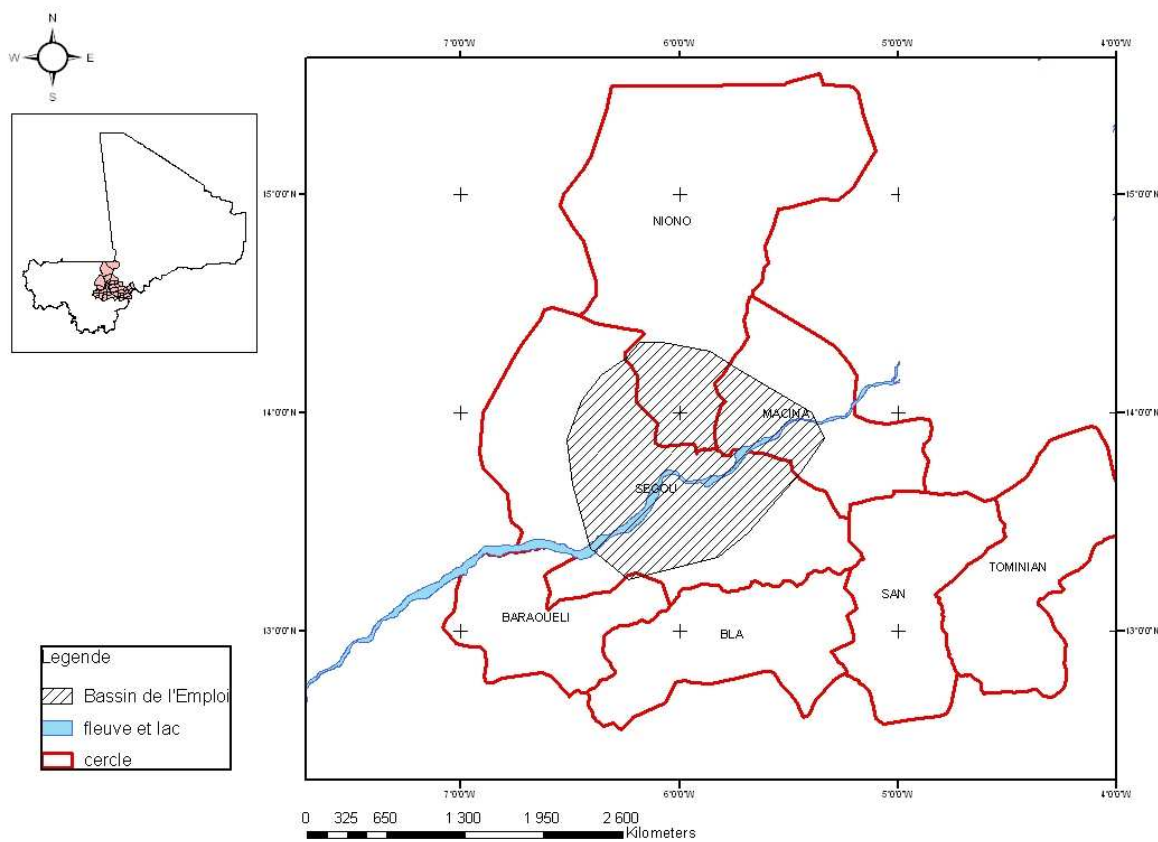 N
W E
S
7°0'0"W 6°0'0"W 5°0'0"W 4°0'0"W
15°0'0"N 15°0'0"N
NIONO
14°0'0"N 14°0'0"N
MACINA
SEGOU
TOMINIAN
SAN
BARAOUELI
BLA
13°0'0"N 13°0'0"N
Legende
Bassin de l'Emploi
fleuve et lac
cercle
7°0'0"W 6°0'0"W 5°0'0"W 4°0'0"W
0 325 650 1 300 1 950 2 600
Kilometers